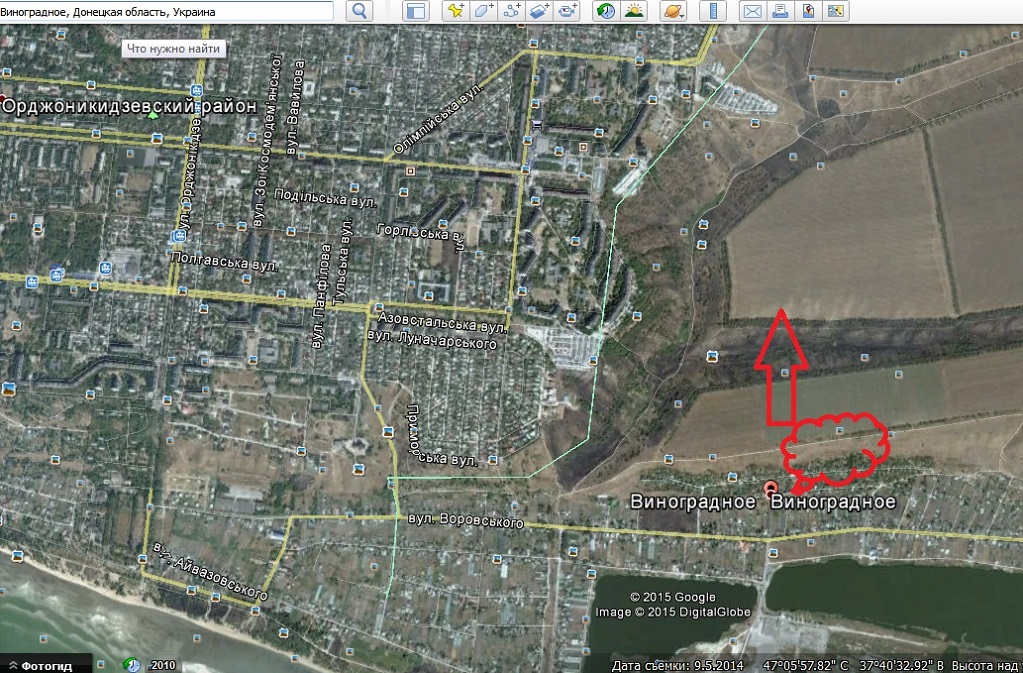 Виноградное, Донецкая область, Украина
Что нужно найти
Орджоникидзевский район
вул. Орджонікідзе
вул. Зої Космодем'янської
вул. Вавилова
Олімпійська вул.
Подільська вул.
Горлівська вул.
Полтавська вул.
вул. Панфілова
Тульська вул.
Азовстальська вул.
вул. Луначарського
Приморська вул.
Виноградное Виноградное
вул. Воровського
вул. Айвазовського
© 2015 Google
Image © 2015 DigitalGlobe
Фотогид
2010
Дата съемки: 9.5.2014 47°05'57.82" С 37°40'32.92" В Высота над